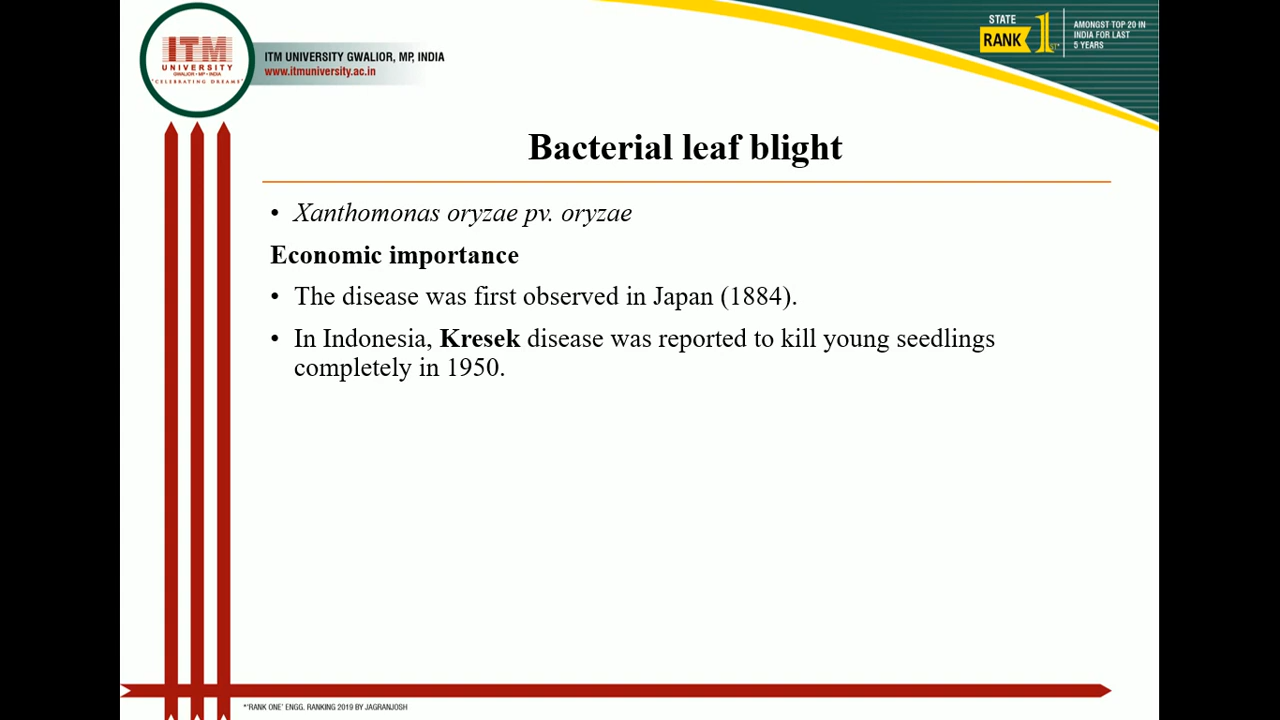 ITM
UNIVERSITY
GWALIOR • MP • INDIA
"CELEBRATING DREAMS"
ITM UNIVERSITY GWALIOR, MP, INDIA
www.itmuniversity.ac.in
STATE
RANK 1ST*
AMONGST TOP 20 IN
INDIA FOR LAST
5 YEARS
Bacterial leaf blight
• Xanthomonas oryzae pv. oryzae
Economic importance
• The disease was first observed in Japan (1884).
• In Indonesia, Kresek disease was reported to kill young seedlings
completely in 1950.
*'RANK ONE' ENGG. RANKING 2019 BY JAGRANJOSH